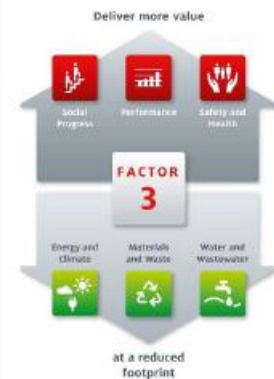 Deliver more value
Social
Progress
Performance
Safety and
Health
FACTOR
3
Energy and
Climate
Materials
and Waste
Water and
Wastewater
at a reduced
footprint